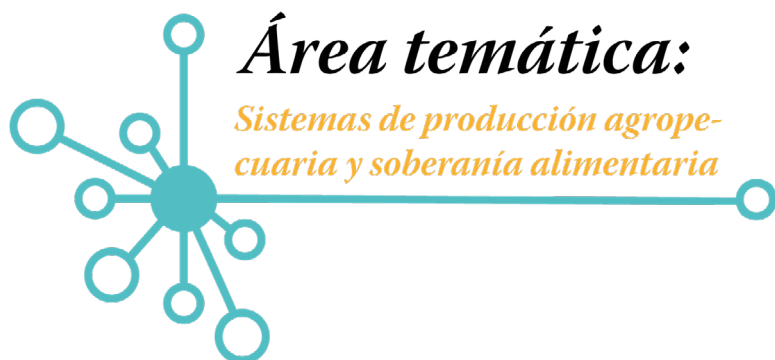 Área temática:
Sistemas de producción agrope-
cuaria y soberanía alimentaria